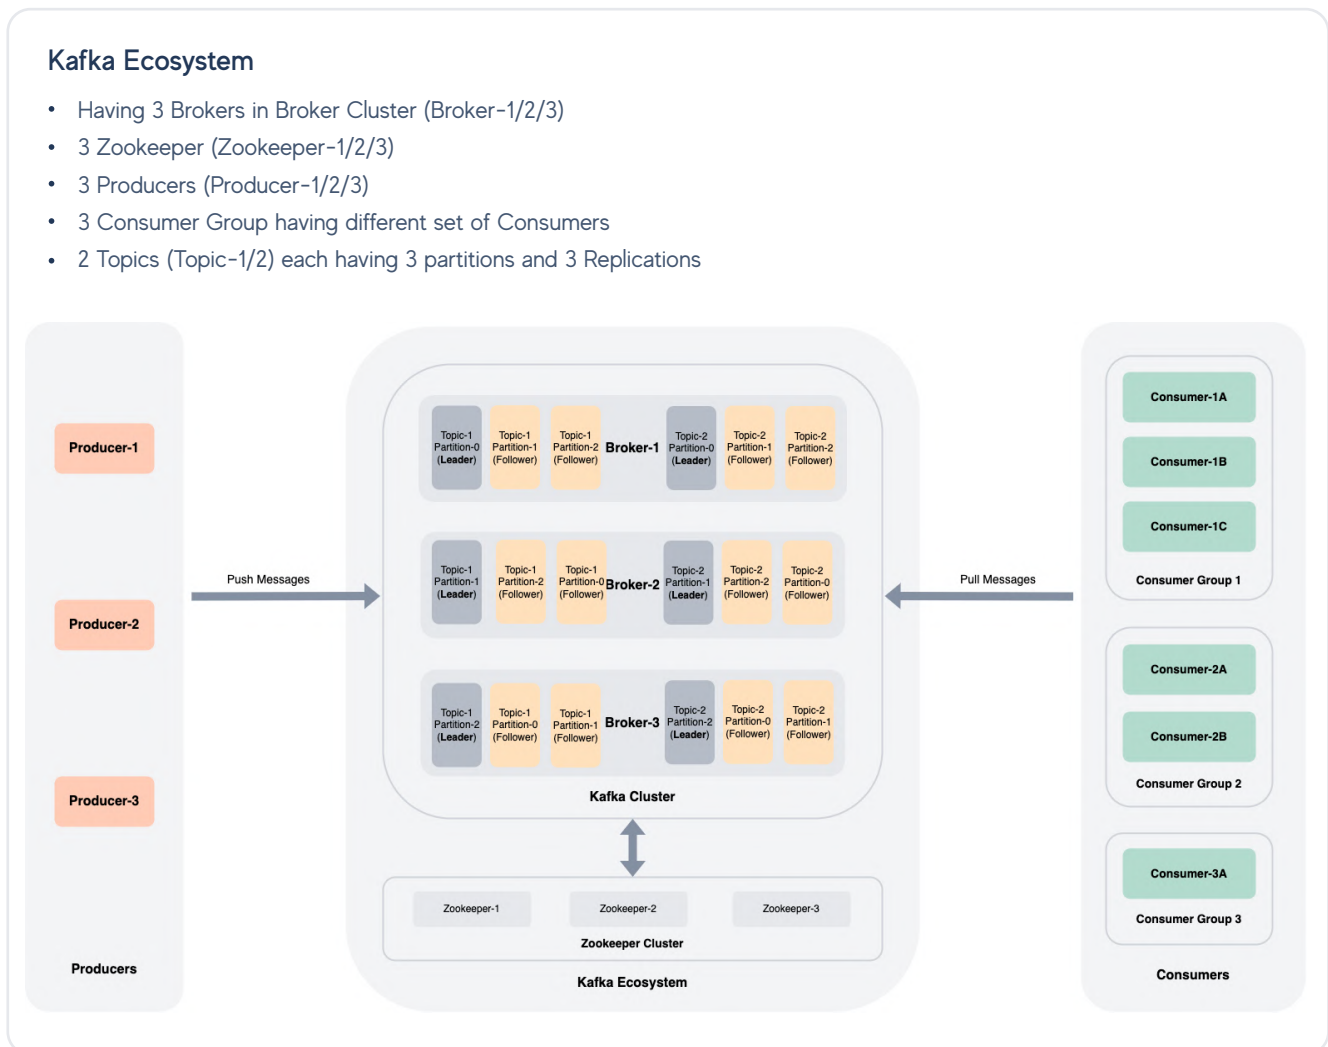 Kafka Ecosystem
• Having 3 Brokers in Broker Cluster (Broker-1/2/3)
• 3 Zookeeper (Zookeeper-1/2/3)
• 3 Producers (Producer-1/2/3)
• 3 Consumer Group having different set of Consumers
• 2 Topics (Topic-1/2) each having 3 partitions and 3 Replications
Producer-1
Producer-2
Producer-3
Producers
Push Messages
Topic-1
Partition-0
(Leader)
Topic-1
Partition-1
(Follower)
Topic-1
Partition-2
(Follower)
Broker-1
Topic-2
Partition-0
(Leader)
Topic-2
Partition-1
(Follower)
Topic-2
Partition-2
(Follower)
Topic-1
Partition-1
(Leader)
Topic-1
Partition-2
(Follower)
Topic-1
Partition-0
(Follower)
Broker-2
Topic-2
Partition-1
(Leader)
Topic-2
Partition-2
(Follower)
Topic-2
Partition-0
(Follower)
Topic-1
Partition-2
(Leader)
Topic-1
Partition-0
(Follower)
Topic-1
Partition-1
(Follower)
Broker-3
Topic-2
Partition-2
(Leader)
Topic-2
Partition-0
(Follower)
Topic-2
Partition-1
(Follower)
Kafka Cluster
Zookeeper-1
Zookeeper-2
Zookeeper-3
Zookeeper Cluster
Kafka Ecosystem
Pull Messages
Consumer-1A
Consumer-1B
Consumer-1C
Consumer Group 1
Consumer-2A
Consumer-2B
Consumer Group 2
Consumer-3A
Consumer Group 3
Consumers